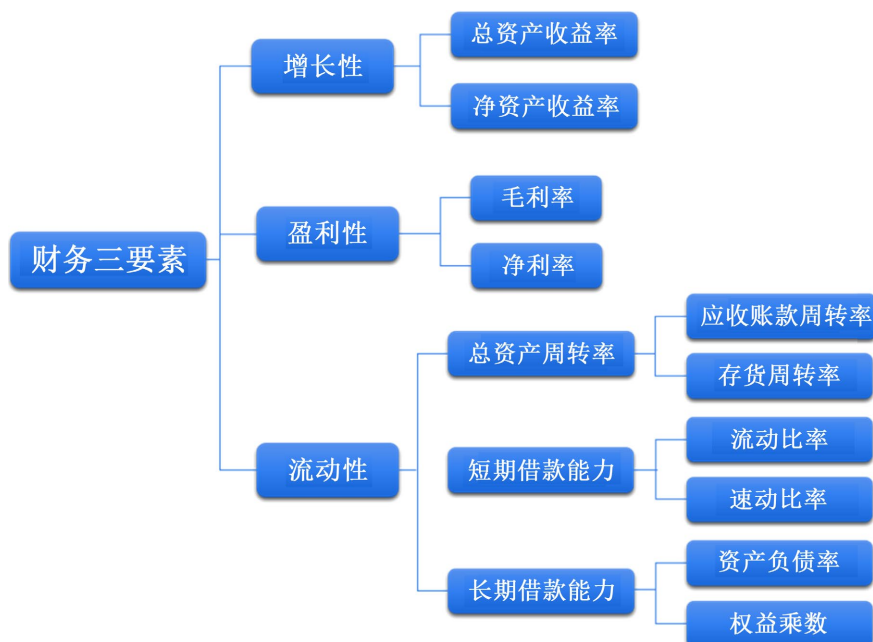 财务三要素
增长性
总资产收益率
净资产收益率
盈利性
毛利率
净利率
流动性
总资产周转率
应收账款周转率
存货周转率
短期借款能力
流动比率
速动比率
长期借款能力
资产负债率
权益乘数